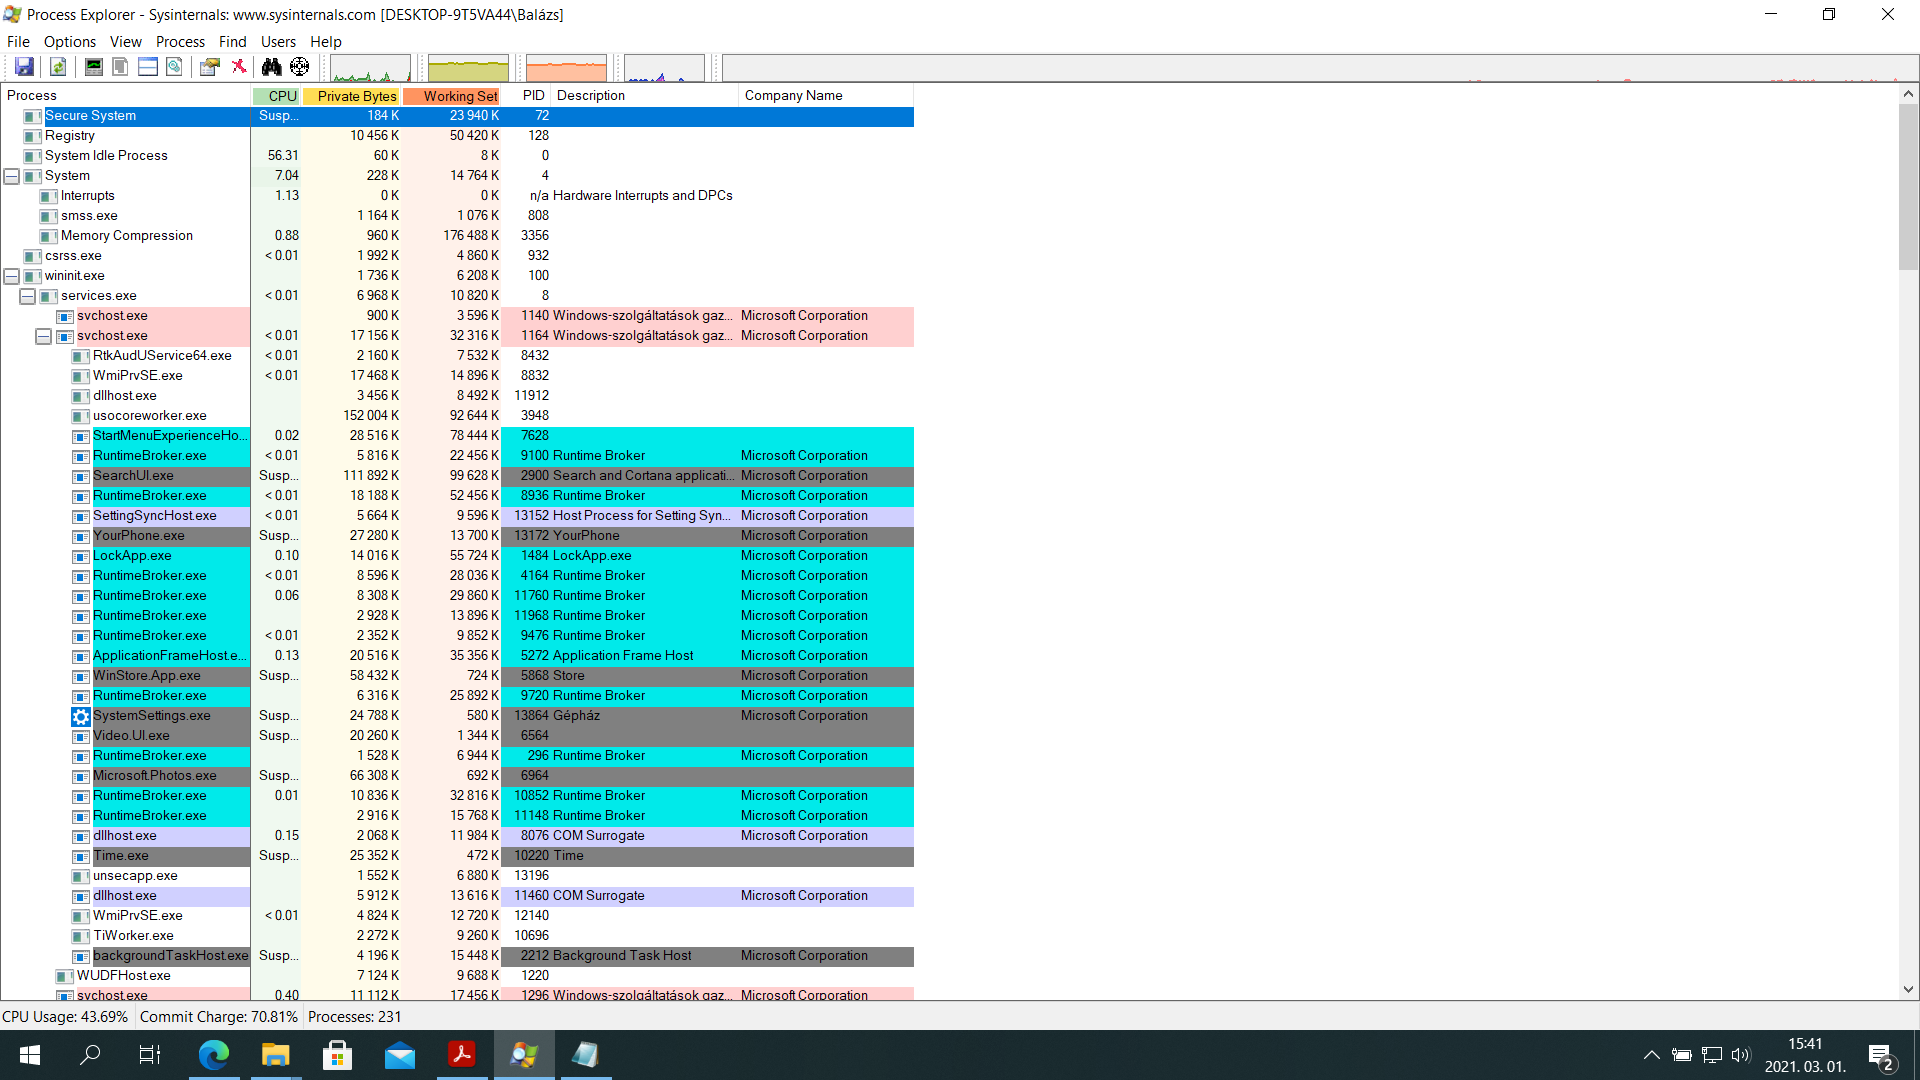 Process Explorer - Sysinternals: www.sysinternals.com [DESKTOP-9T5VA44\Balázs]
File Options View Process Find Users Help
Process CPU Private Bytes Working Set PID Description Company Name
Secure System Susp... 184 K 23 940 K 72
Registry 10 456 K 50 420 K 128
System Idle Process 56.31 60 K 8 K 0
System 7.04 228 K 14 764 K 4
Interrupts 1.13 0 K 0 K n/a Hardware Interrupts and DPCs
smss.exe 1 164 K 1 076 K 808
Memory Compression 0.88 960 K 176 488 K 3356
csrss.exe < 0.01 1 992 K 4 860 K 932
wininit.exe 1 736 K 6 208 K 100
services.exe < 0.01 6 968 K 10 820 K 8
svchost.exe 900 K 3 596 K 1140 Windows-szolgáltatások gaz... Microsoft Corporation
svchost.exe < 0.01 17 156 K 32 316 K 1164 Windows-szolgáltatások gaz... Microsoft Corporation
RtkAudUService64.exe < 0.01 2 160 K 7 532 K 8432
WmiPrvSE.exe < 0.01 17 468 K 14 896 K 8832
dllhost.exe 3 456 K 8 492 K 11912
usocoreworker.exe 152 004 K 92 644 K 3948
StartMenuExperienceHo... 0.02 28 516 K 78 444 K 7628
RuntimeBroker.exe < 0.01 5 816 K 22 456 K 9100 Runtime Broker Microsoft Corporation
SearchUI.exe Susp... 111 892 K 99 628 K 2900 Search and Cortana applicati... Microsoft Corporation
RuntimeBroker.exe < 0.01 18 188 K 52 456 K 8936 Runtime Broker Microsoft Corporation
SettingSyncHost.exe < 0.01 5 664 K 9 596 K 13152 Host Process for Setting Syn... Microsoft Corporation
YourPhone.exe Susp... 27 280 K 13 700 K 13172 YourPhone Microsoft Corporation
LockApp.exe 0.10 14 016 K 55 724 K 1484 LockApp.exe Microsoft Corporation
RuntimeBroker.exe < 0.01 8 596 K 28 036 K 4164 Runtime Broker Microsoft Corporation
RuntimeBroker.exe 0.06 8 308 K 29 860 K 11760 Runtime Broker Microsoft Corporation
RuntimeBroker.exe 2 928 K 13 896 K 11968 Runtime Broker Microsoft Corporation
RuntimeBroker.exe < 0.01 2 352 K 9 852 K 9476 Runtime Broker Microsoft Corporation
ApplicationFrameHost.e... 0.13 20 516 K 35 356 K 5272 Application Frame Host Microsoft Corporation
WinStore.App.exe Susp... 58 432 K 724 K 5868 Store Microsoft Corporation
RuntimeBroker.exe 6 316 K 25 892 K 9720 Runtime Broker Microsoft Corporation
SystemSettings.exe Susp... 24 788 K 580 K 13864 Gépház Microsoft Corporation
Video.UI.exe Susp... 20 260 K 1 344 K 6564
RuntimeBroker.exe 1 528 K 6 944 K 296 Runtime Broker Microsoft Corporation
Microsoft.Photos.exe Susp... 66 308 K 692 K 6964
RuntimeBroker.exe 0.01 10 836 K 32 816 K 10852 Runtime Broker Microsoft Corporation
RuntimeBroker.exe 2 916 K 15 768 K 11148 Runtime Broker Microsoft Corporation
dllhost.exe 0.15 2 068 K 11 984 K 8076 COM Surrogate Microsoft Corporation
Time.exe Susp... 25 352 K 472 K 10220 Time
unsecapp.exe 1 552 K 6 880 K 13196
dllhost.exe 5 912 K 13 616 K 11460 COM Surrogate Microsoft Corporation
WmiPrvSE.exe < 0.01 4 824 K 12 720 K 12140
TiWorker.exe 2 272 K 9 260 K 10696
backgroundTaskHost.exe Susp... 4 196 K 15 448 K 2212 Background Task Host Microsoft Corporation
WUDFHost.exe 7 124 K 9 688 K 1220
svchost.exe 0.40 11 112 K 17 456 K 1296 Windows-szolgáltatások gaz... Microsoft Corporation
CPU Usage: 43.69% Commit Charge: 70.81% Processes: 231
15:41
2021. 03. 01.
2